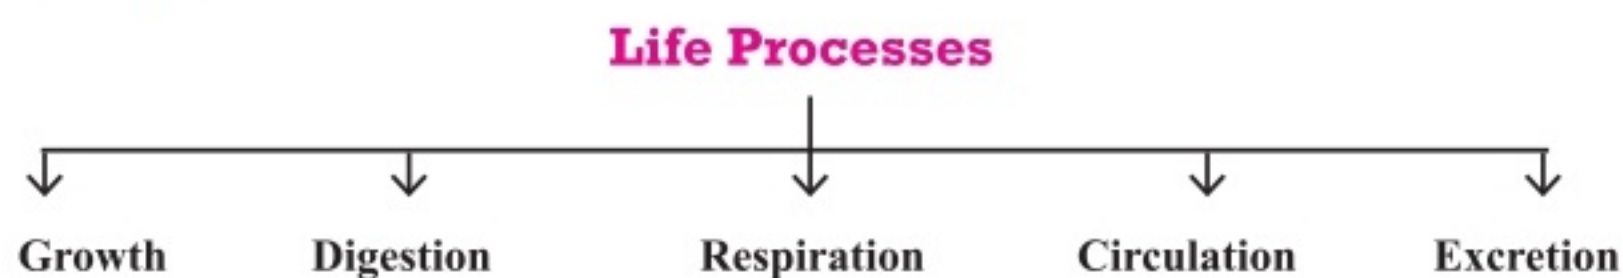 Life Processes
Growth Digestion Respiration Circulation Excretion